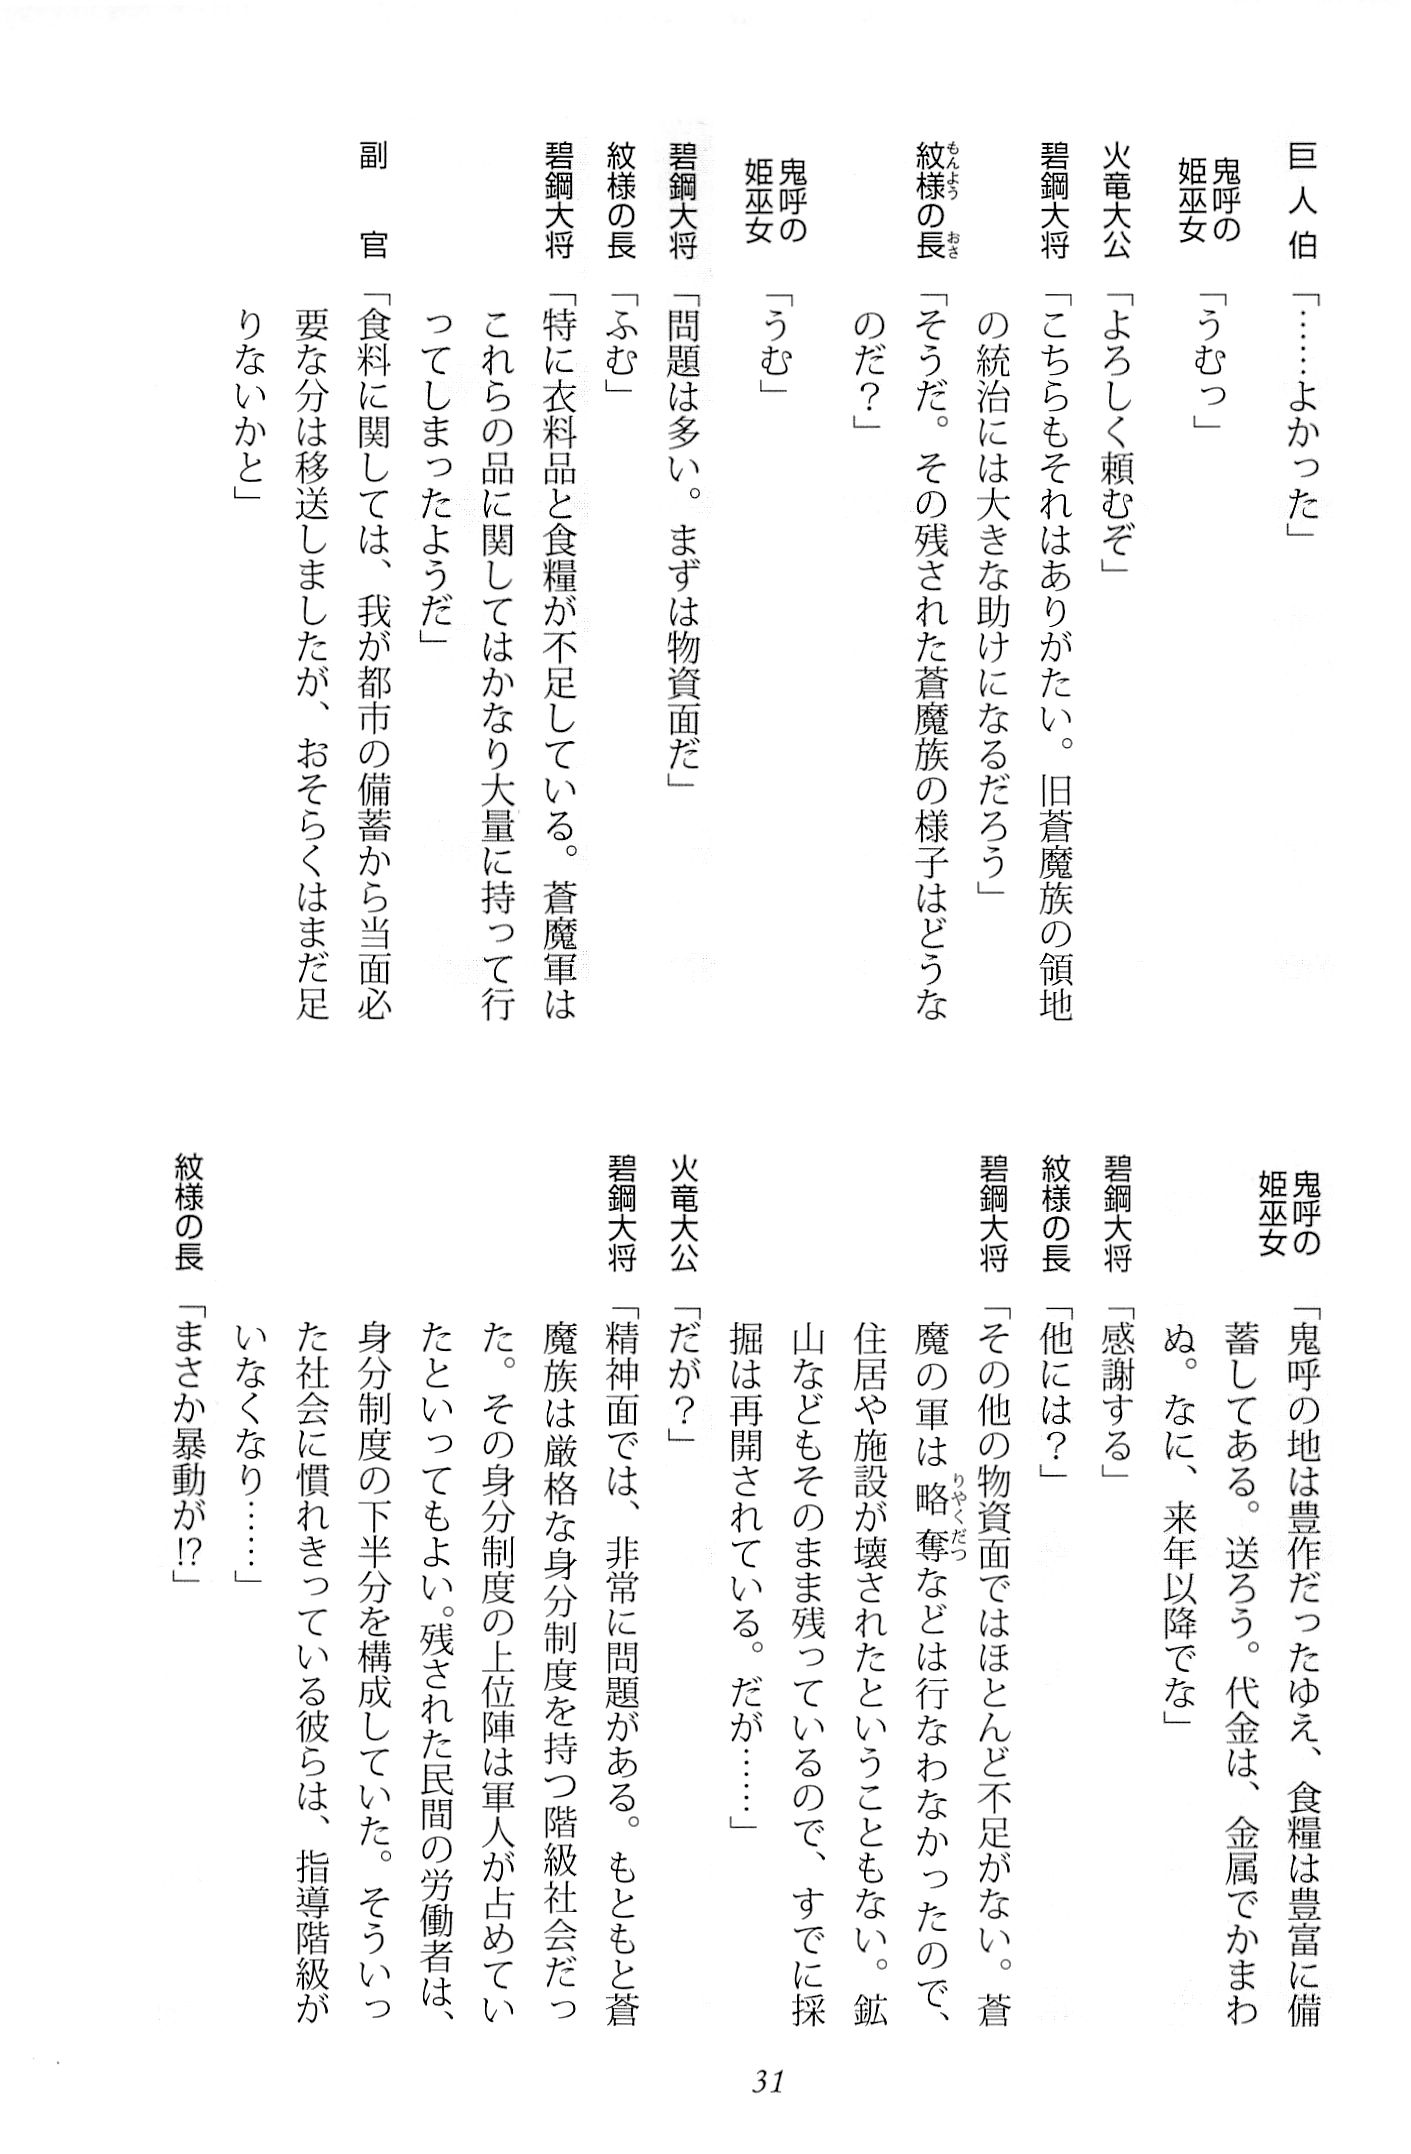 巨人伯「……よかった」
鬼呼の姫巫女「うむっ」
火竜大公「よろしく頼むぞ」
碧鋼大将「こちらもそれはありがたい。旧蒼魔族の領地
の統治には大きな助けになるだろう」
紋様の長「そうだ。その残された蒼魔族の様子はどうな
のだ？」
鬼呼の姫巫女「うむ」
碧鋼大将「問題は多い。まずは物資面だ」
紋様の長「ふむ」
碧鋼大将「特に衣料品と食糧が不足している。蒼魔軍は
これらの品に関してはかなり大量に持って行
ってしまったようだ」
副官「食料に関しては、我が都市の備蓄から当面必
要な分は移送しましたが、おそらくはまだ足
りないかと」
鬼呼の姫巫女「鬼呼の地は豊作だったゆえ、食糧は豊富に備
蓄してある。送ろう。代金は、金属でかまわ
ぬ。なに、来年以降でな」
碧鋼大将「感謝する」
紋様の長「他には？」
碧鋼大将「その他の物資面ではほとんど不足がない。蒼
魔の軍は略奪などは行なわなかったので、
住居や施設が壊されたということもない。鉱
山などもそのまま残っているので、すでに採
掘は再開されている。だが……」
火竜大公「だが？」
碧鋼大将「精神面では、非常に問題がある。もともと蒼
魔族は厳格な身分制度を持つ階級社会だっ
た。その身分制度の上位陣は軍人が占めてい
たといってもよい。残された民間の労働者は、
身分制度の下半分を構成していた。そういっ
た社会に慣れきっている彼らは、指導階級が
いなくなり……」
紋様の長「まさか暴動が!?」
31